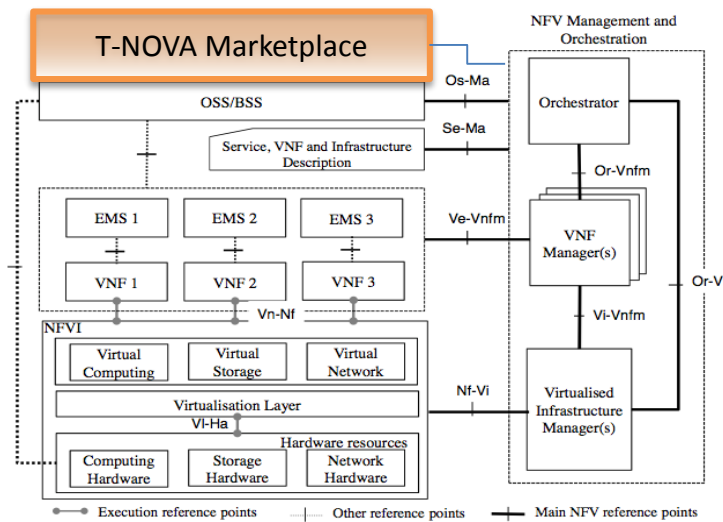 NFV Management and
Orchestration
T-NOVA Marketplace
OSS/BSS
Os-Ma
Orchestrator
Se-Ma
Service, VNF and Infrastructure
Description
Or-Vnfm
EMS 1
EMS 2
EMS 3
Ve-Vnfm
VNF
Manager(s)
VNF 1
VNF 2
VNF 3
Or-V
Vn-Nf
Vi-Vnfm
NFVI
Virtual
Computing
Virtual
Storage
Virtual
Network
Nf-Vi
Virtualised
Infrastructure
Manager(s)
Virtualisation Layer
Vl-Ha
Hardware resources
Computing
Hardware
Storage
Hardware
Network
Hardware
Execution reference points
Other reference points
Main NFV reference points